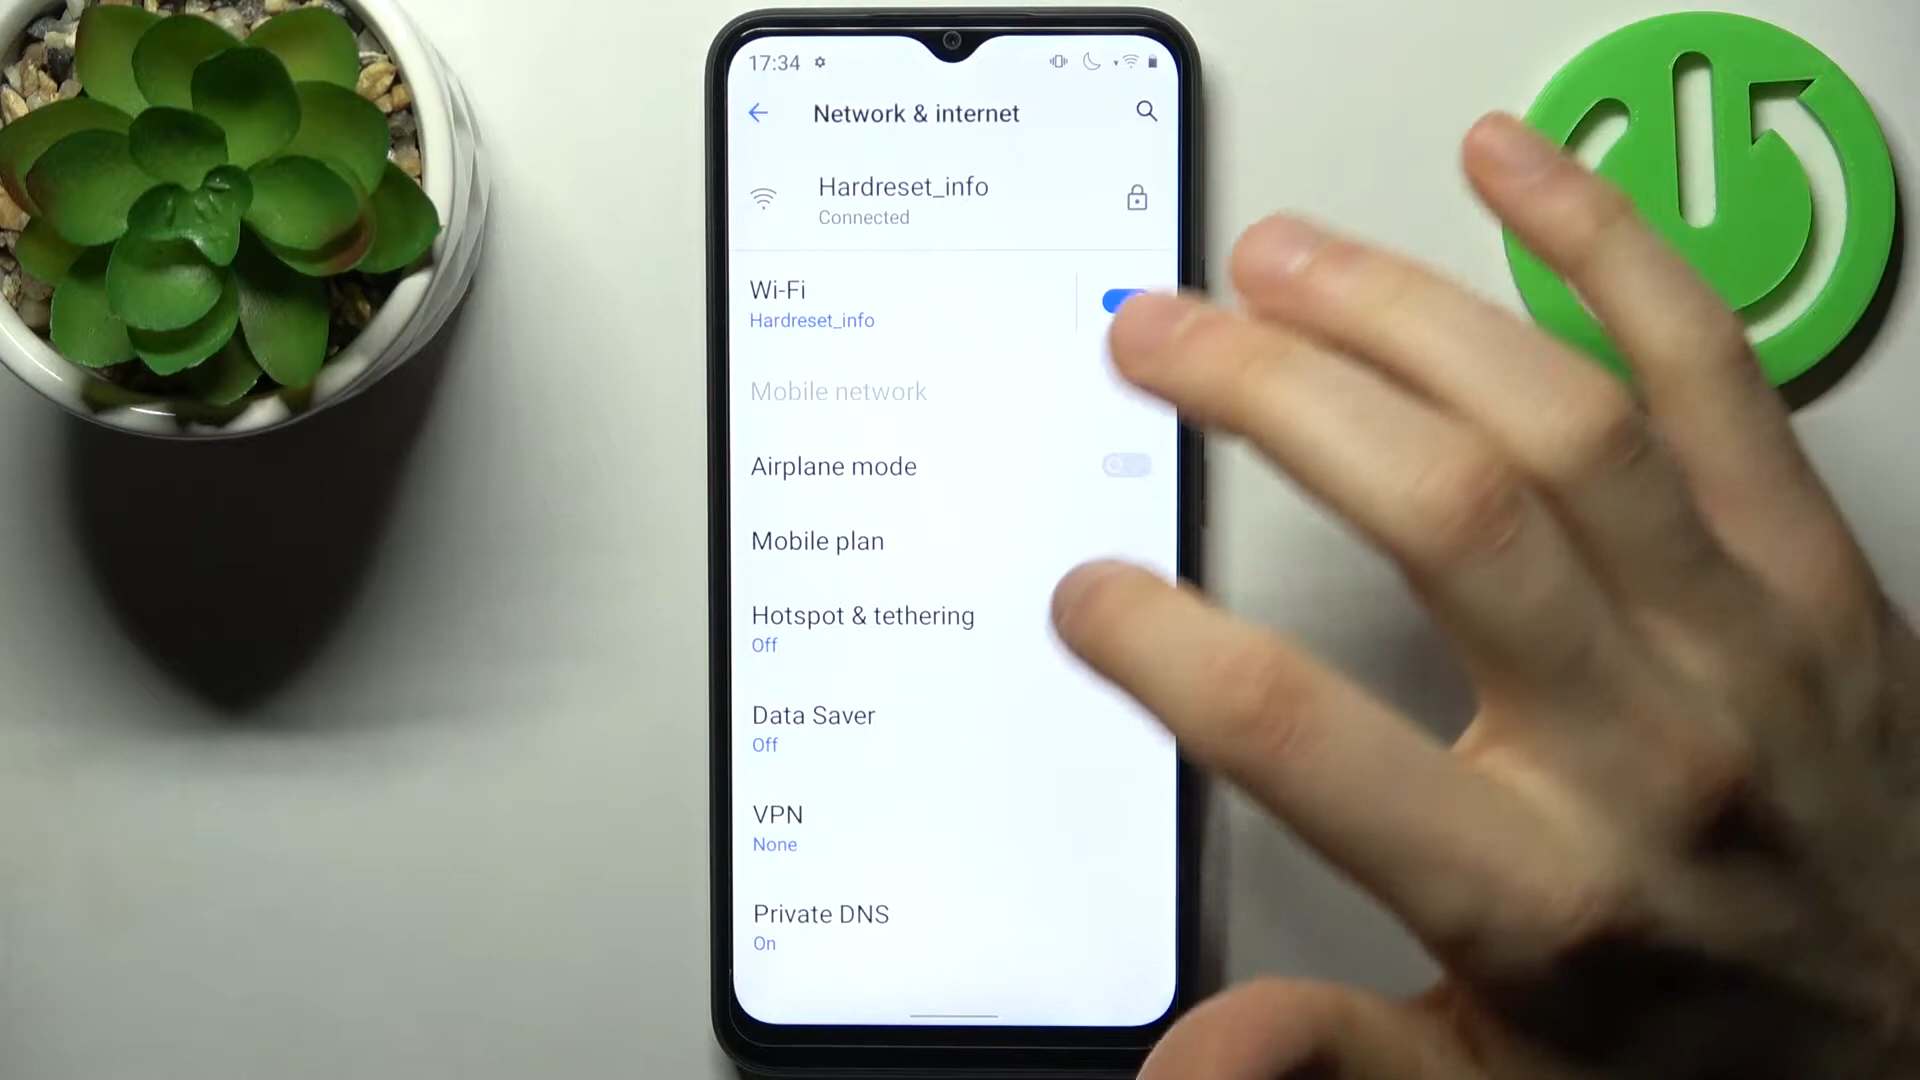 17:34
Network & internet
Hardreset_info
Connected
Wi-Fi
Hardreset_info
Mobile network
Airplane mode
Mobile plan
Hotspot & tethering
Off
Data Saver
Off
VPN
None
Private DNS
On